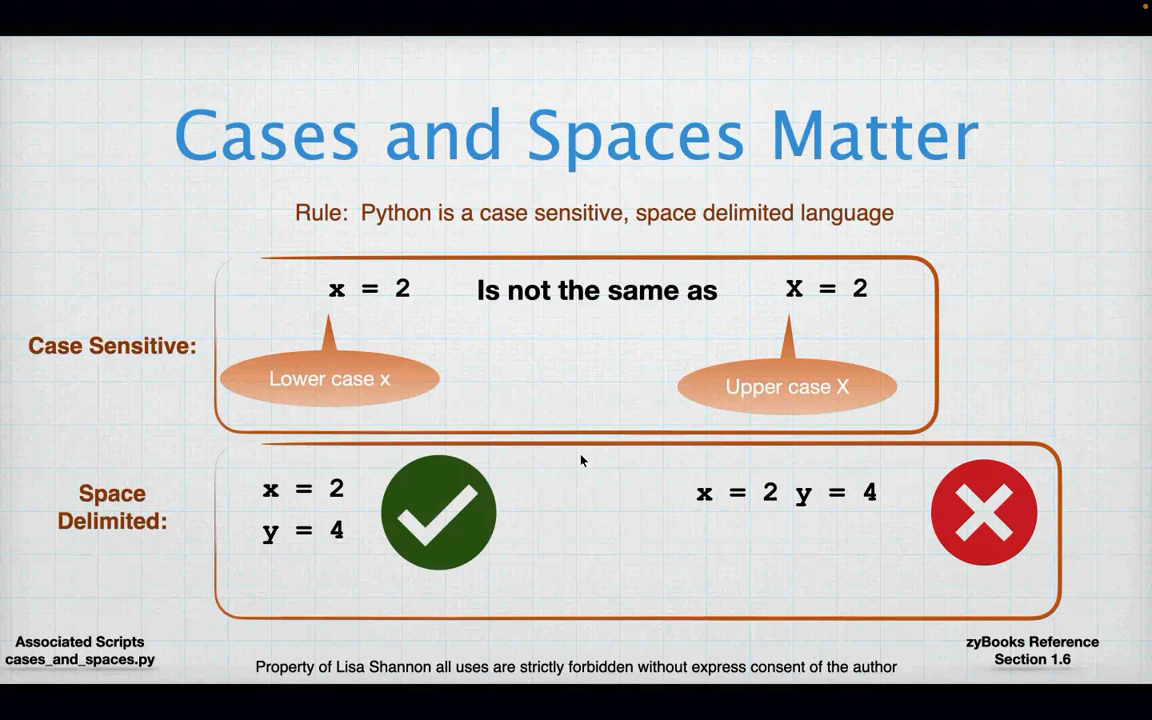 Cases and Spaces Matter
Rule: Python is a case sensitive, space delimited language
x = 2 Is not the same as X = 2
Case Sensitive:
Lower case x
Upper case X
Space
Delimited:
x = 2
y = 4
x = 2 y = 4
Associated Scripts
cases_and_spaces.py
Property of Lisa Shannon all uses are strictly forbidden without express consent of the author
zyBooks Reference
Section 1.6